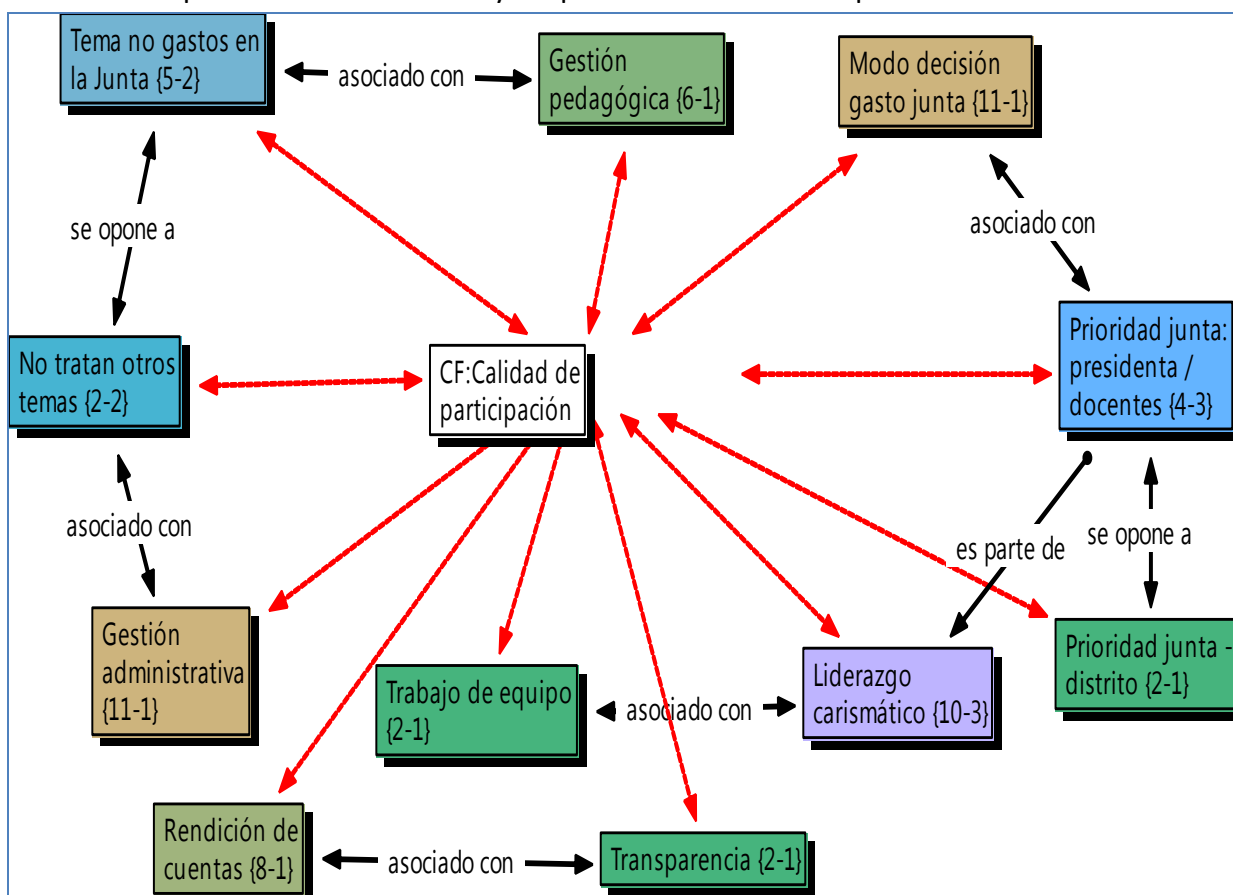 Tema no gastos en
la Junta {5-2}
asociado con
Gestión
pedagógica {6-1}
Modo decisión
gasto junta {11-1}
se opone a
asociado con
No tratan otros
temas {2-2}
CF:Calidad de
participación
Prioridad junta:
presidenta /
docentes {4-3}
asociado con
es parte de
se opone a
Gestión
administrativa
{11-1}
Trabajo de equipo
{2-1}
asociado con
Liderazgo
carismático {10-3}
Prioridad junta -
distrito {2-1}
Rendición de
cuentas {8-1}
asociado con
Transparencia {2-1}